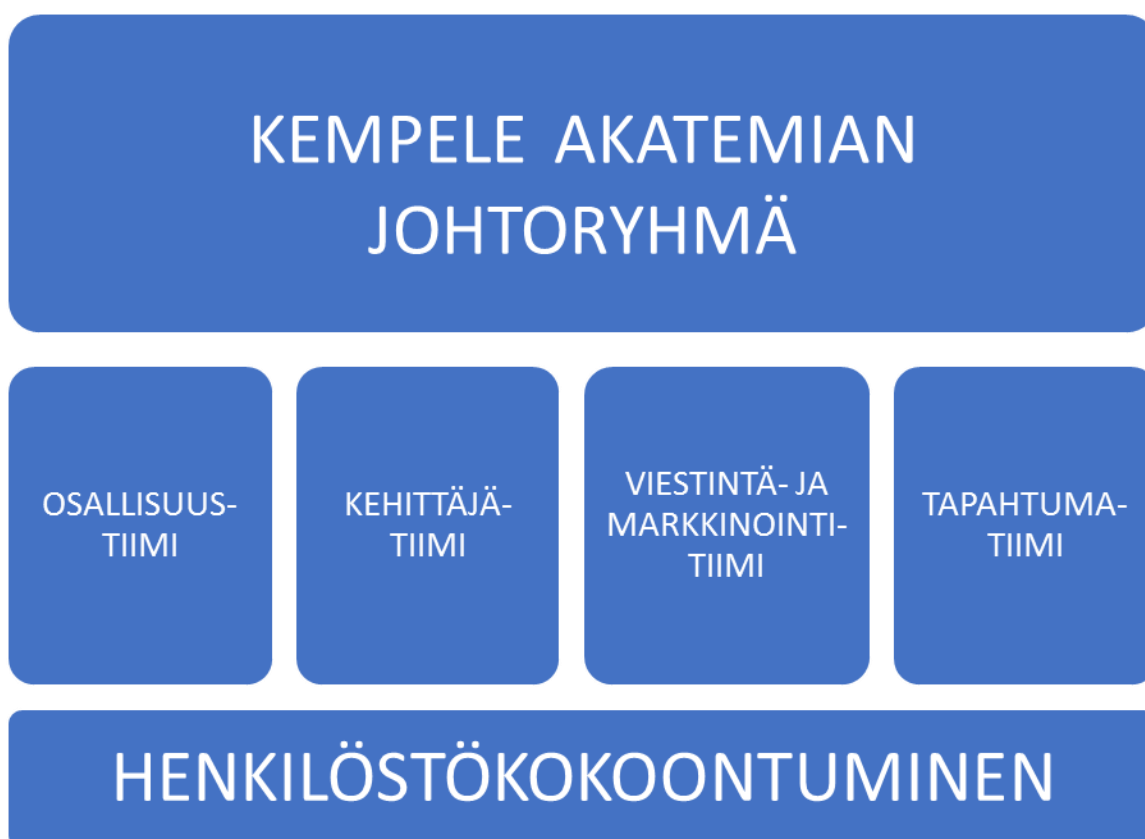 KEMPELE AKATEMIAN
JOHTORYHMÄ
OSALLISUUS-
TIIMI
KEHITTÄJÄ-
TIIMI
VIESTINTÄ- JA
MARKKINOINTI-
TIIMI
TAPAHTUMA-
TIIMI
HENKILÖSTÖKOKOONTUMINEN